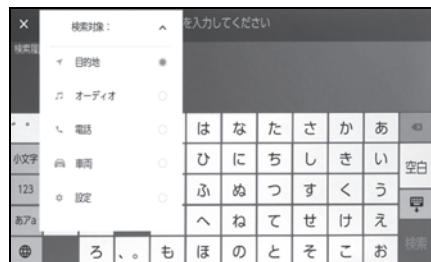 検索対象：
を入力してください
検索履
目的地
オーディオ
電話
車両
設定
は な た さ か あ
小文字 ひ に ち し き い 空白
123 ふ ぬ つ す く う
あ7a へ ね て せ け え
ろ 、。 も ほ の と そ こ お 検索